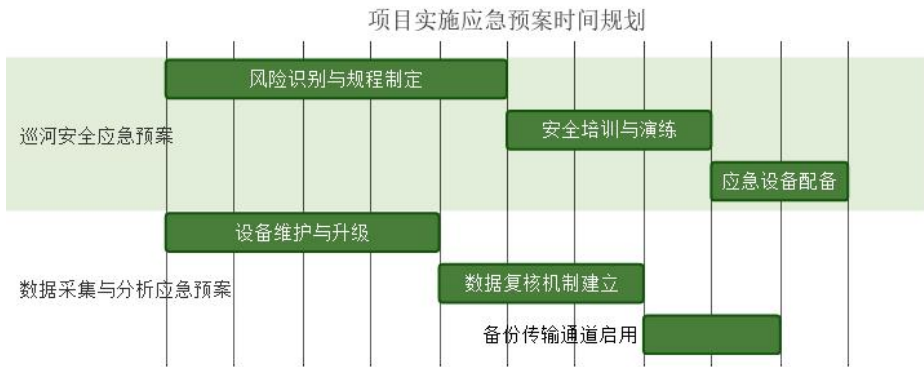 项目实施应急预案时间规划
风险识别与规程制定
巡河安全应急预案
安全培训与演练
应急设备配备
设备维护与升级
数据采集与分析应急预案
数据复核机制建立
备份传输通道启用